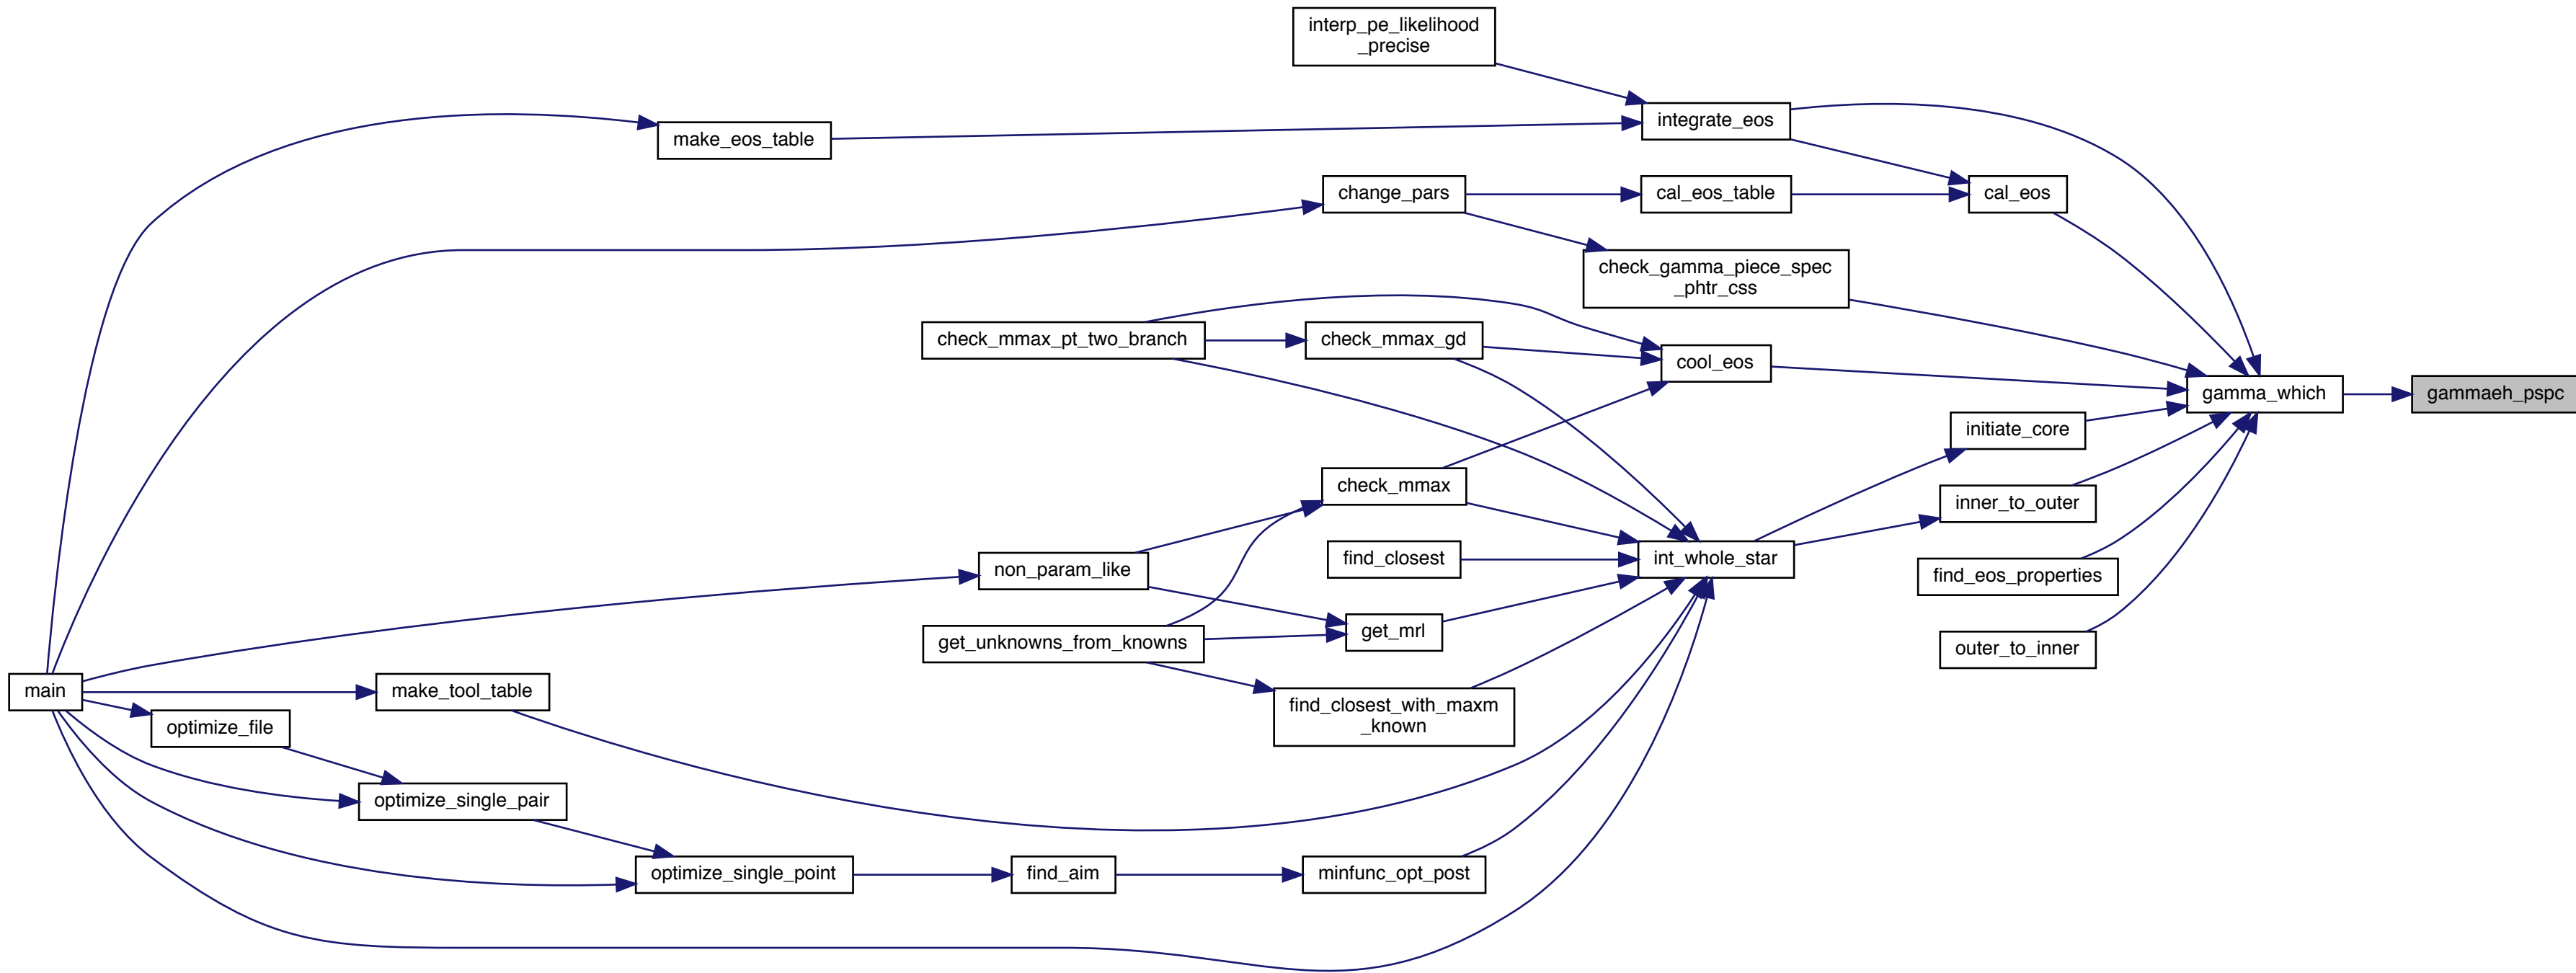 interp_pe_likelihood
_precise
integrate_eos
make_eos_table
change_pars
cal_eos_table
cal_eos
check_gamma_piece_spec
_phtr_css
check_mmax_pt_two_branch
check_mmax_gd
cool_eos
gamma_which
gammaeh_pspc
initiate_core
check_mmax
inner_to_outer
find_closest
int_whole_star
non_param_like
find_eos_properties
get_mrl
get_unknowns_from_knowns
outer_to_inner
main
make_tool_table
find_closest_with_maxm
_known
optimize_file
optimize_single_pair
optimize_single_point
find_aim
minfunc_opt_post